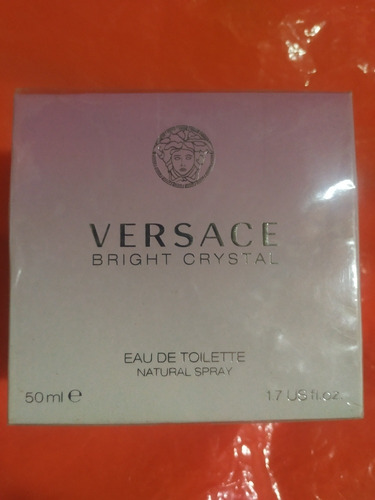 VERSACE
BRIGHT CRYSTAL
EAU DE TOILETTE
NATURAL SPRAY
50 ml e 1.7 US fl.oz.